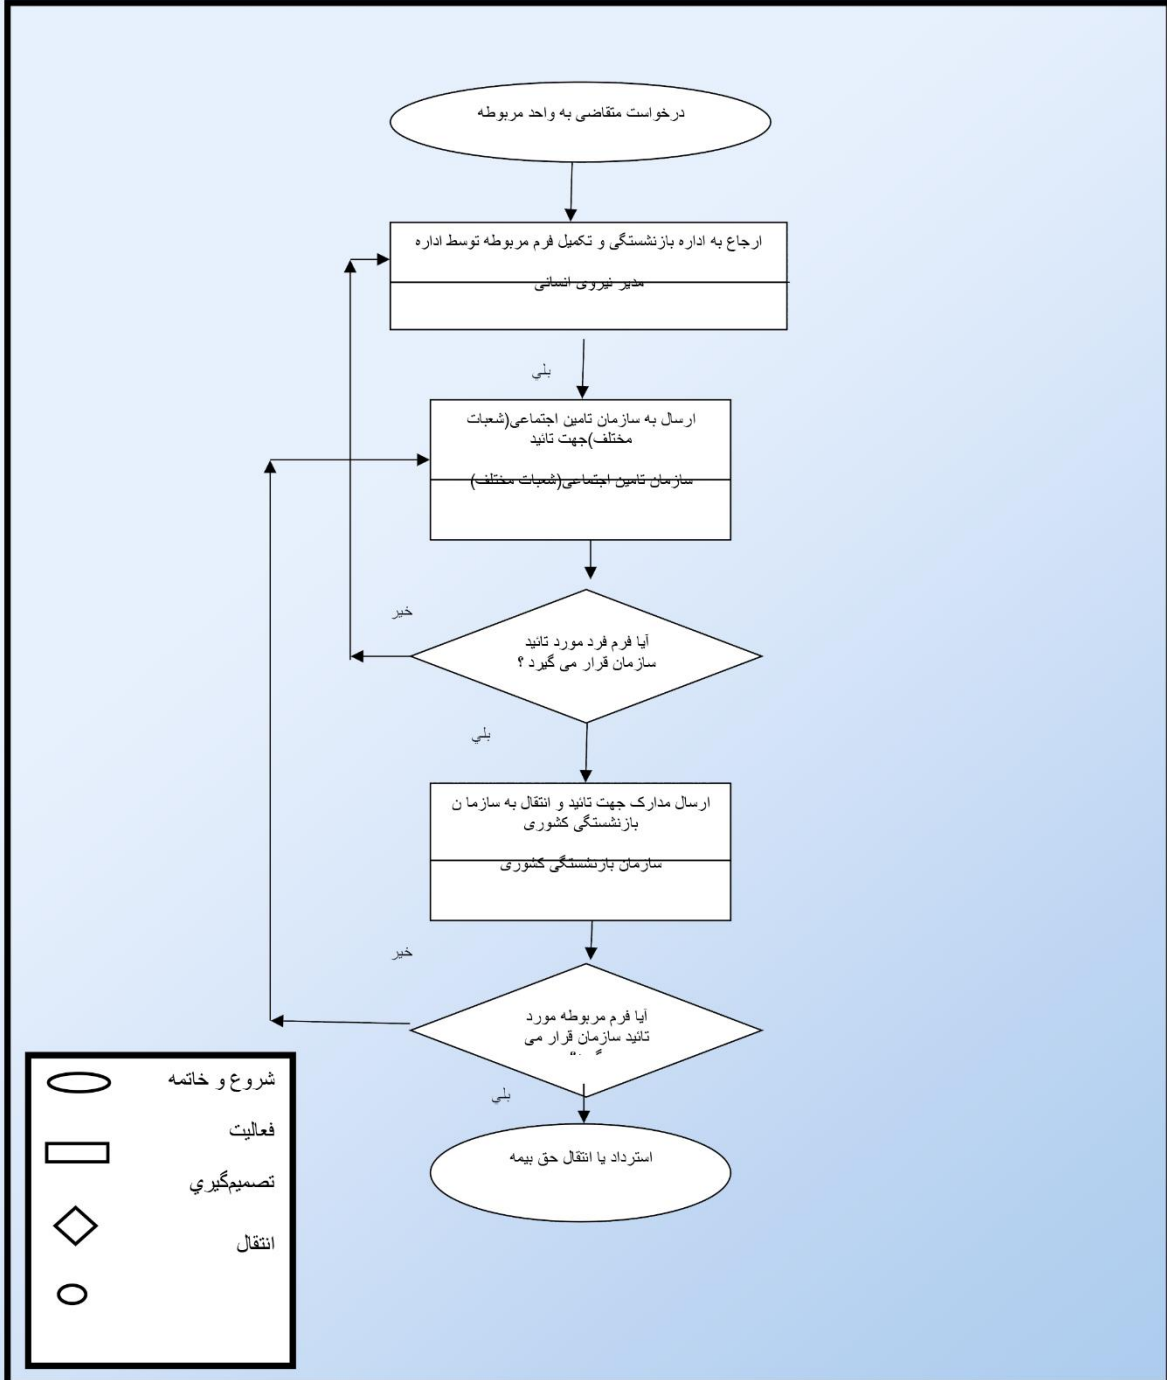 درخواست متقاضی به واحد مربوطه
ارجاع به اداره بازنشستگی و تکمیل فرم مربوطه توسط اداره
مدیر نیروی انسانی
بلي
ارسال به سازمان تامین اجتماعی(شعبات
مختلف)جهت تائید
سازمان تامین اجتماعی(شعبات مختلف)
خیر
آیا فرم فرد مورد تائید
سازمان قرار می گیرد ؟
بلي
ارسال مدارک جهت تائید و انتقال به سازما ن
بازنشستگی کشوری
سازمان بازنشستگی کشوری
خیر
آیا فرم مربوطه مورد
تائید سازمان قرار می
بلي
استرداد یا انتقال حق بیمه
شروع و خاتمه
فعاليت
تصميم‌گيري
انتقال